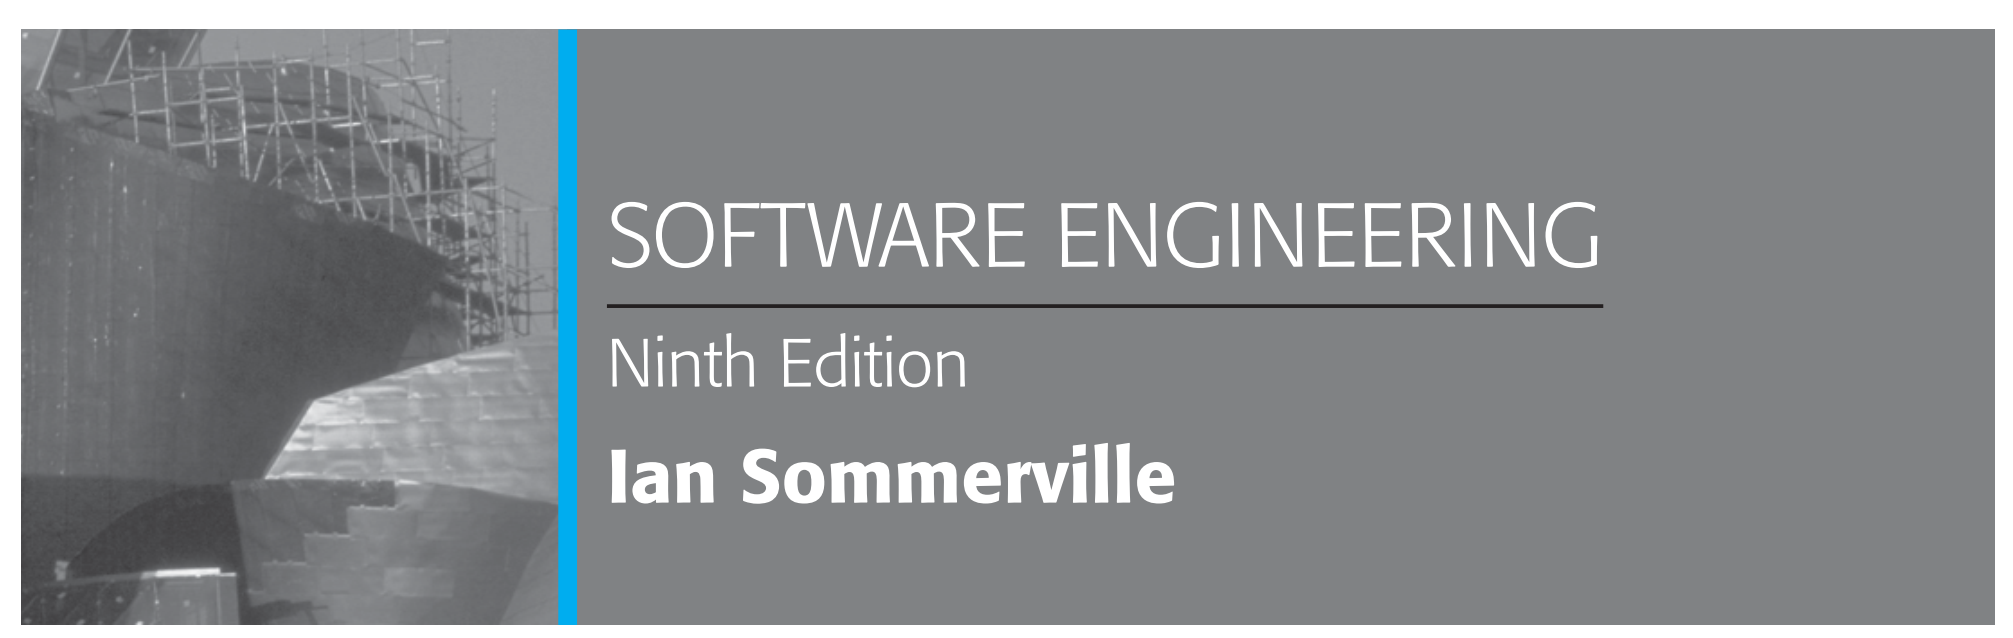 SOFTWARE ENGINEERING
Ninth Edition
Ian Sommerville